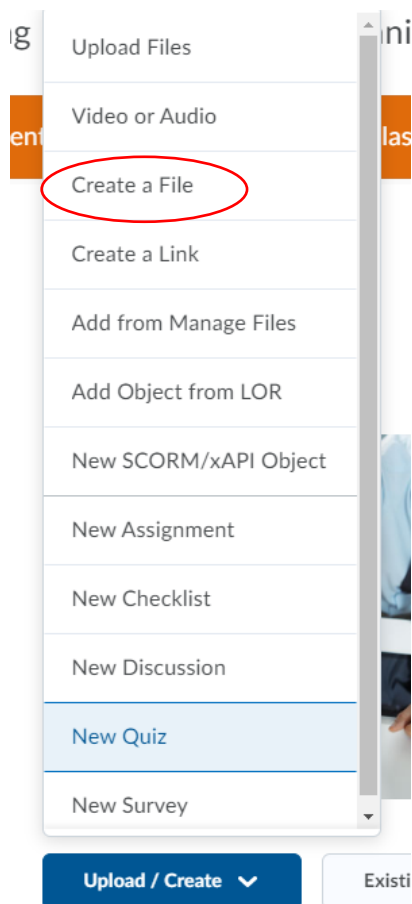 Upload Files
Video or Audio
Create a File
Create a Link
Add from Manage Files
Add Object from LOR
New SCORM/xAPI Object
New Assignment
New Checklist
New Discussion
New Quiz
New Survey
Upload / Create